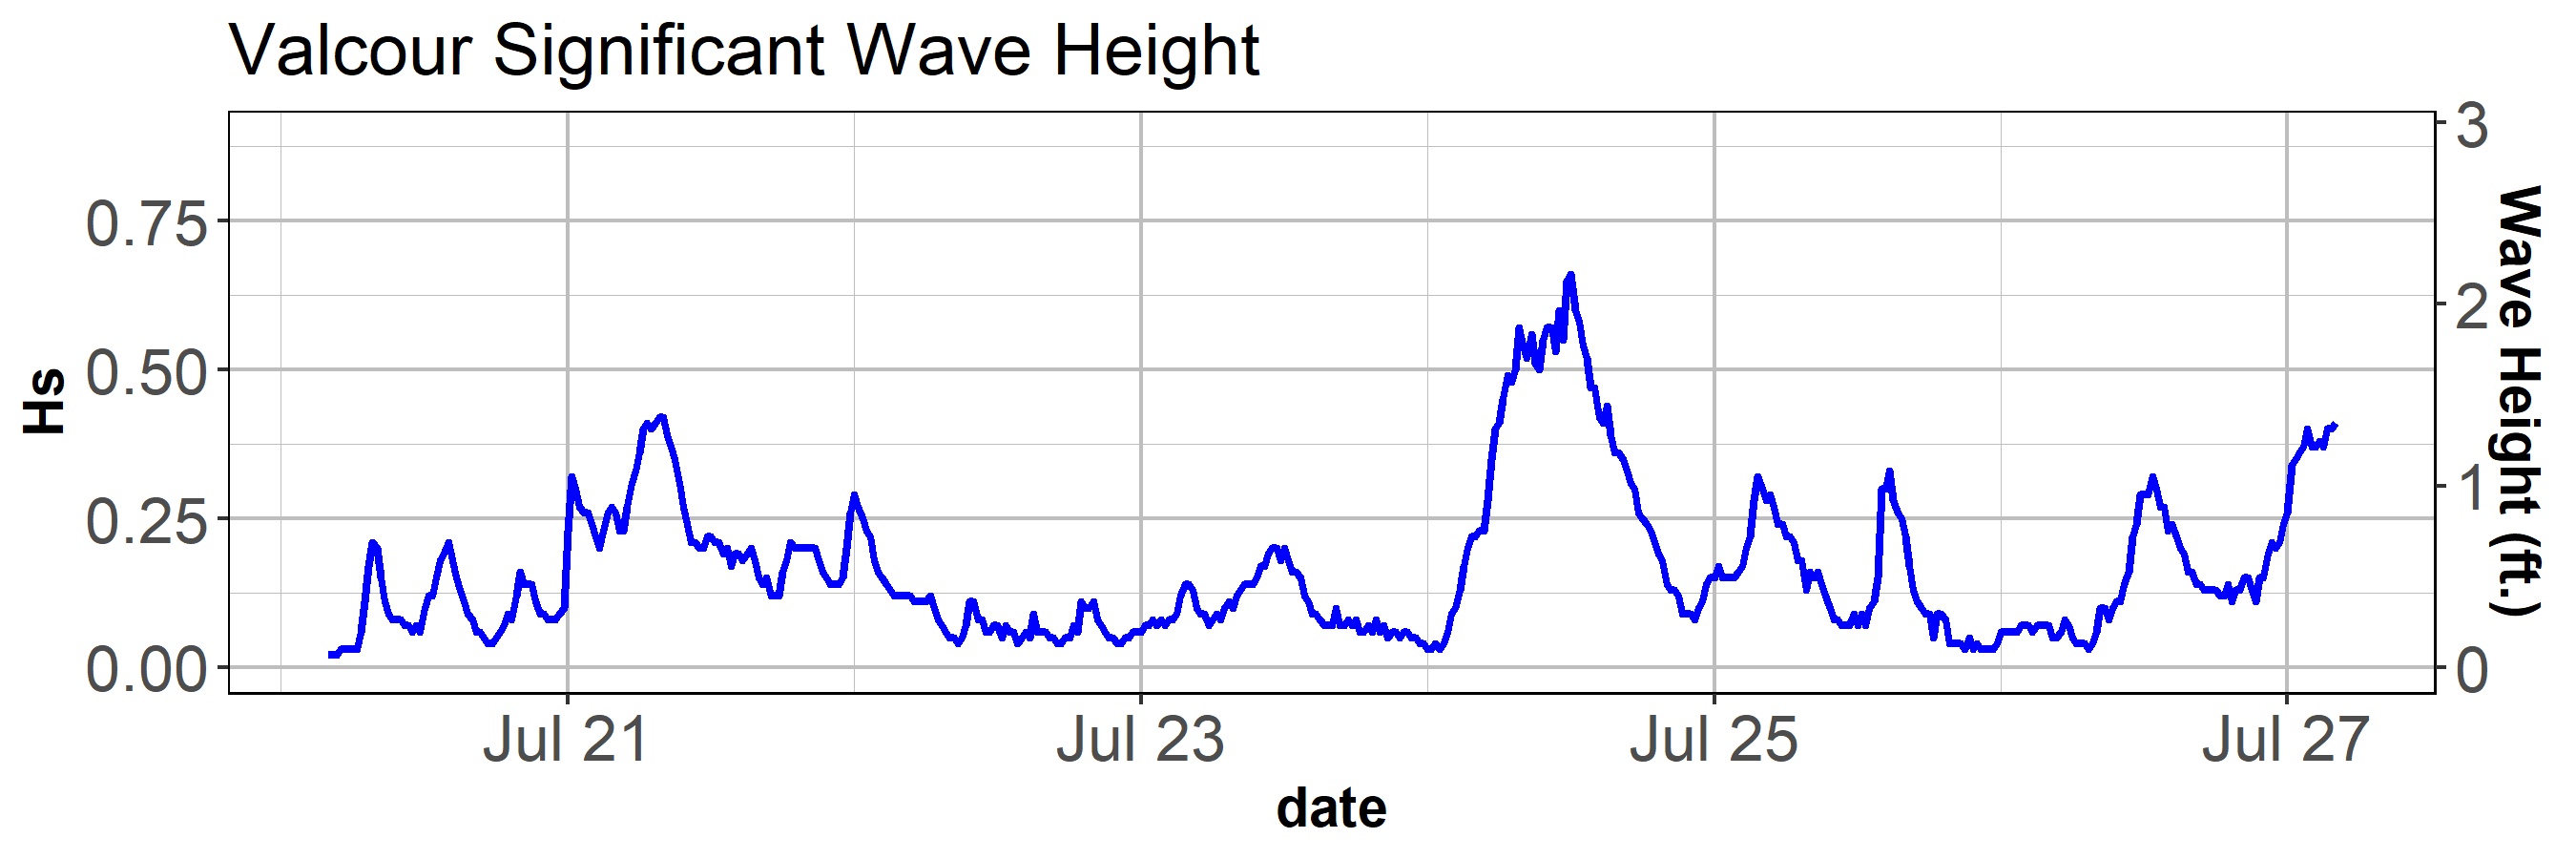 Valcour Significant Wave Height
Hs
0.75
0.50
0.25
0.00
3
2
1
0
Wave Height (ft.)
Jul 21
Jul 23
Jul 25
Jul 27
date